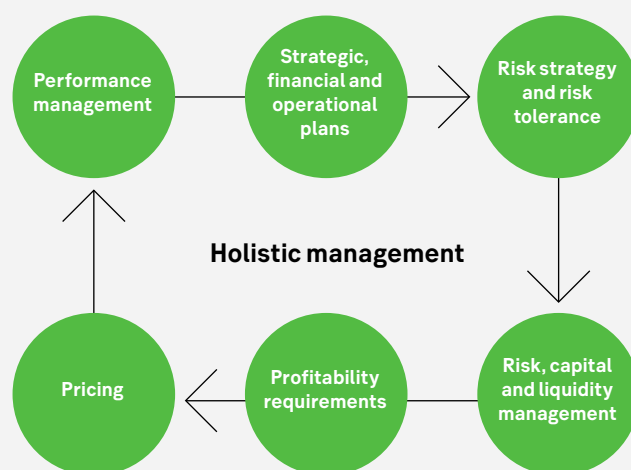 Performance
management
Strategic,
financial and
operational
plans
Risk strategy
and risk
tolerance
Holistic management
Pricing
Profitability
requirements
Risk, capital
and liquidity
management